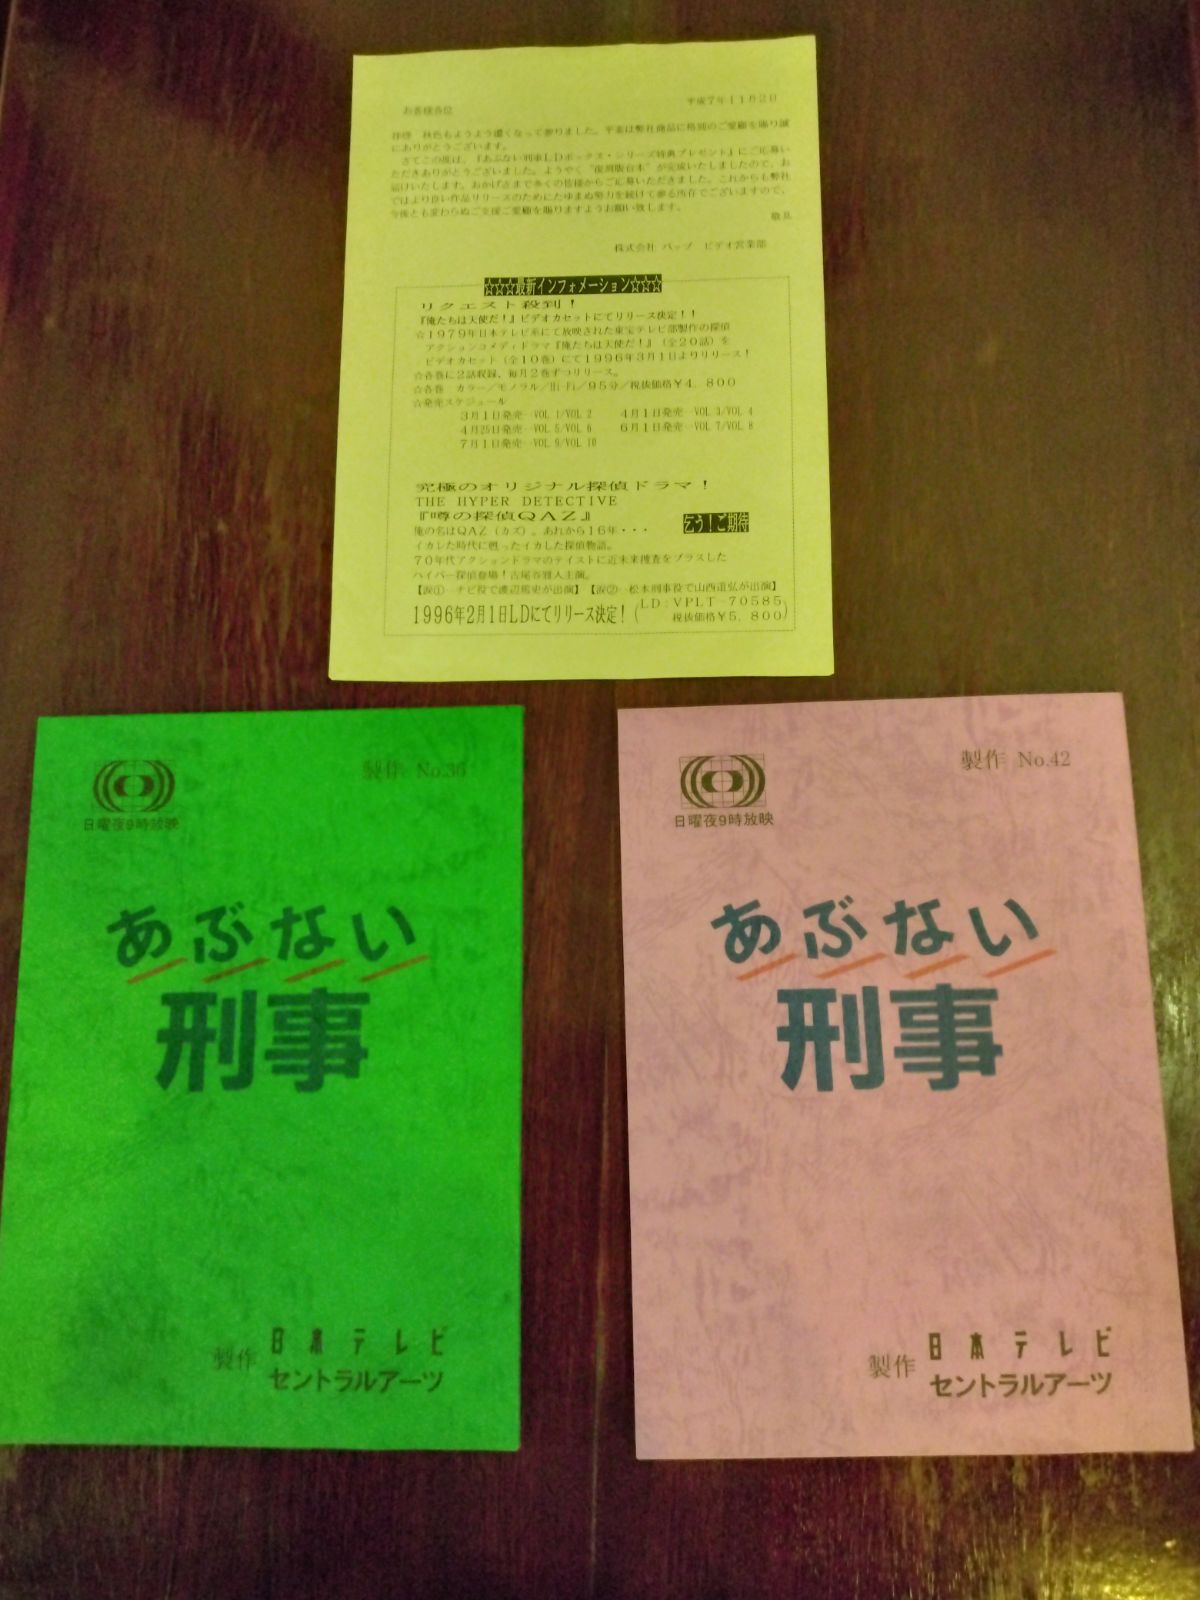 平成7年11月2日
お客様各位
拝啓 秋色もようよう濃くなって参りました。平素は弊社商品に格別のご愛顧を賜り誠
にありがとうございます。
さてこの度は、『あぶない刑事LDボックス・シリーズ特典プレゼント』にご応募い
ただきありがとうございました。ようやく“復刻版台本”が完成いたしましたので、お
届けいたします。おかげさまで多くの皆様からご応募いただきました。これからも弊社
ではより良い作品リリースのためにたゆまぬ努力を続けて参る所存でございますので、
今後とも変わらぬご支援ご愛顧を賜りますようお願い致します。
敬具
株式会社 バップ ビデオ営業部
☆☆☆最新インフォメーション☆☆☆
リクエスト殺到！
『俺たちは天使だ！』ビデオカセットにてリリース決定！！
☆1979年日本テレビ系にて放映された東宝テレビ部製作の探偵
アクションコメディドラマ『俺たちは天使だ！』（全20話）を
ビデオカセット（全10巻）にて1996年3月1日よりリリース！
☆各巻に2話収録、毎月2巻ずつリリース。
☆各巻 カラー／モノラル／Hi-Fi／95分／税抜価格￥4,800
☆発売スケジュール
3月1日発売…VOL 1/VOL 2 4月1日発売…VOL 3/VOL 4
4月25日発売…VOL 5/VOL 6 6月1日発売…VOL 7/VOL 8
7月1日発売…VOL 9/VOL 10
究極のオリジナル探偵ドラマ！
THE HYPER DETECTIVE
『噂の探偵QAZ』 乞う！ご期待
俺の名はQAZ（カズ）。あれから16年・・・
イカレた時代に甦ったイカした探偵物語。
70年代アクションドラマのテイストに近未来捜査をプラスした
ハイパー探偵登場！古尾谷雅人主演。
【涙①…ナビ役で渡辺篤史が出演】【涙②…松本刑事役で山西道弘が出演】
1996年2月1日LDにてリリース決定！（LD：VPLT-70585
税抜価格￥5,800）
製作 No.36
日曜夜9時放映
あぶない
刑事
製作 日本テレビ
セントラルアーツ
製作 No.42
日曜夜9時放映
あぶない
刑事
製作 日本テレビ
セントラルアーツ